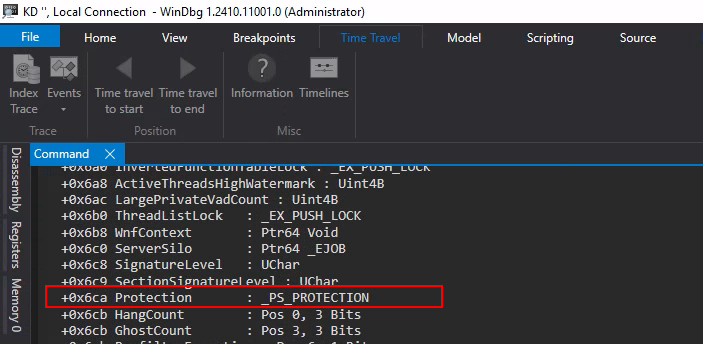 KD '', Local Connection - WinDbg 1.2410.11001.0 (Administrator)
File Home View Breakpoints Time Travel Model Scripting Source
Index Trace
Events
Time travel to start
Time travel to end
Information
Timelines
Trace Position Misc
Disassembly
Registers
Memory 0
Command X
+0x6a0 InvertedFunctionTableLock : _EX_PUSH_LOCK
+0x6a8 ActiveThreadsHighWatermark : Uint4B
+0x6ac LargePrivateVadCount : Uint4B
+0x6b0 ThreadListLock : _EX_PUSH_LOCK
+0x6b8 WnfContext : Ptr64 Void
+0x6c0 ServerSilo : Ptr64 _EJOB
+0x6c8 SignatureLevel : UChar
+0x6c9 SectionSignatureLevel : UChar
+0x6ca Protection : _PS_PROTECTION
+0x6cb HangCount : Pos 0, 3 Bits
+0x6cb GhostCount : Pos 3, 3 Bits